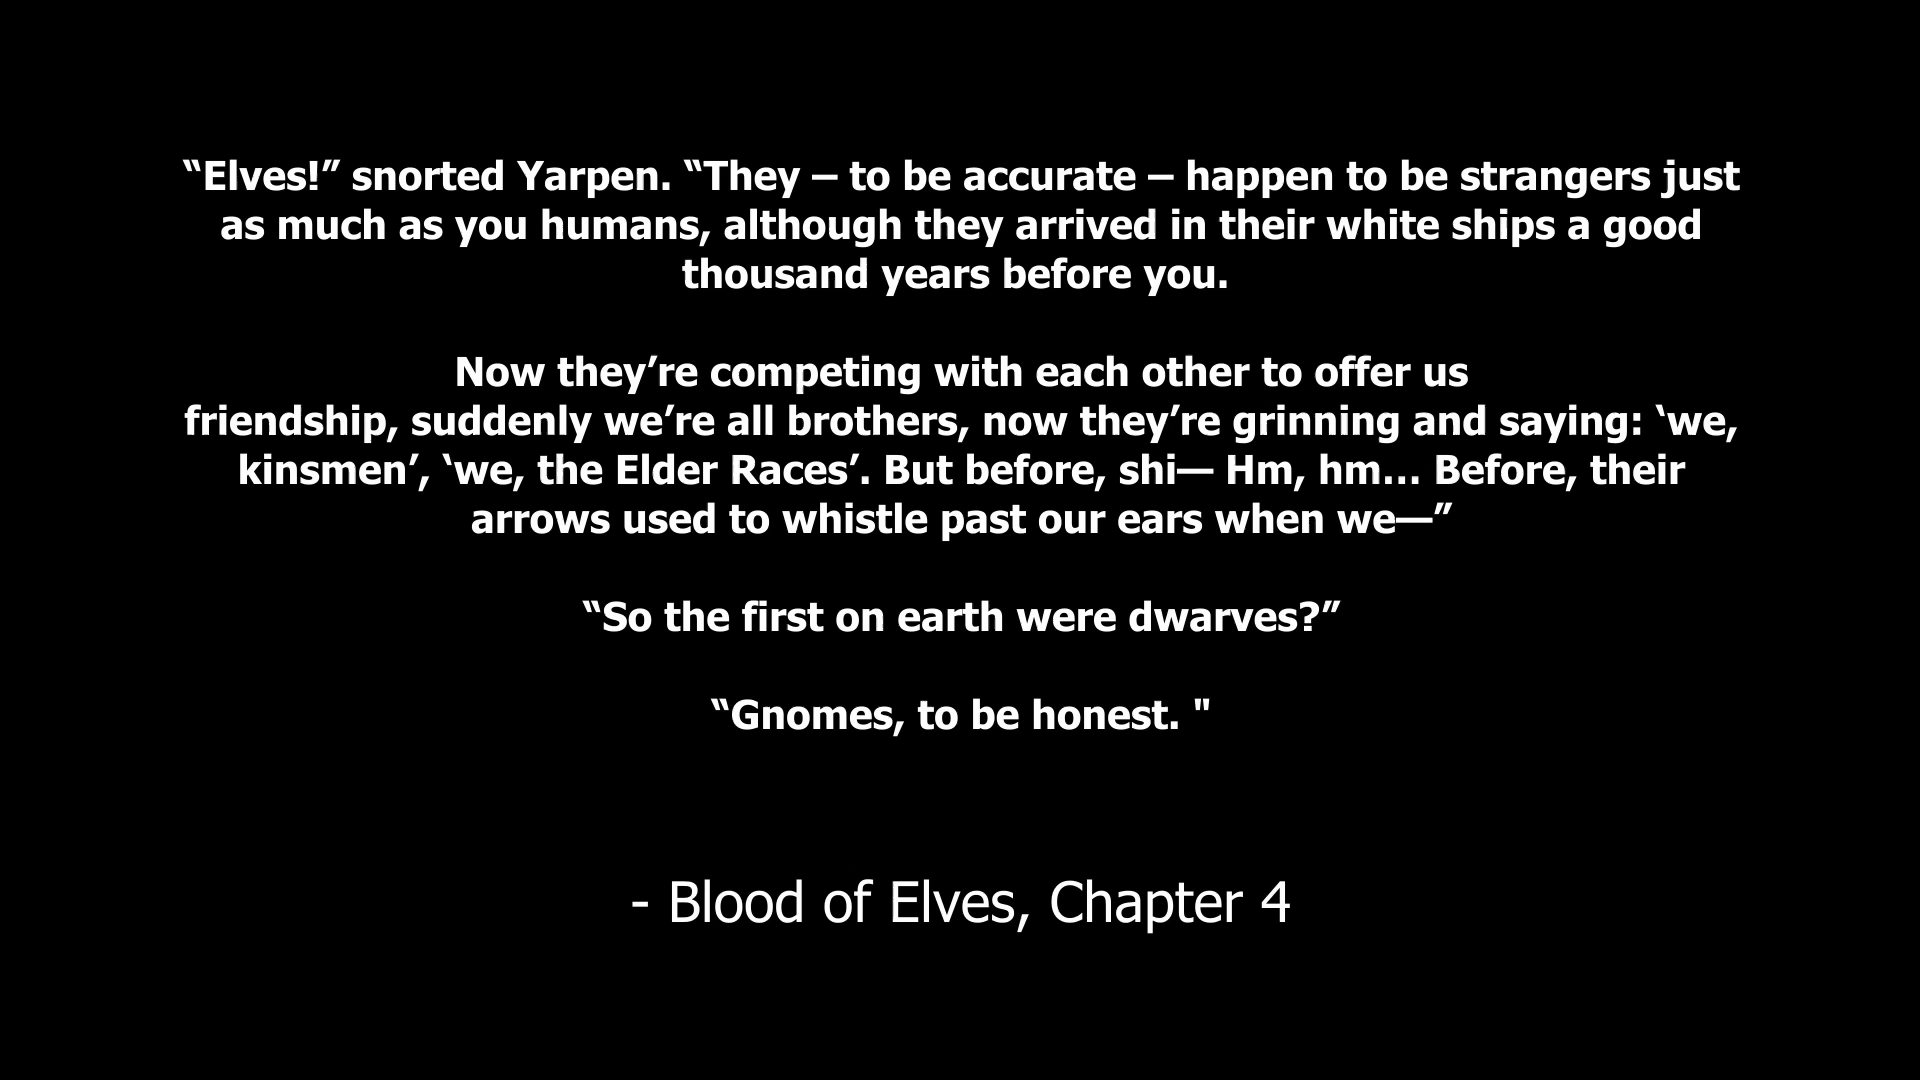 “Elves!” snorted Yarpen. “They – to be accurate – happen to be strangers just
as much as you humans, although they arrived in their white ships a good
thousand years before you.
Now they’re competing with each other to offer us
friendship, suddenly we’re all brothers, now they’re grinning and saying: ‘we,
kinsmen’, ‘we, the Elder Races’. But before, shi— Hm, hm... Before, their
arrows used to whistle past our ears when we—”
“So the first on earth were dwarves?”
“Gnomes, to be honest. "
- Blood of Elves, Chapter 4